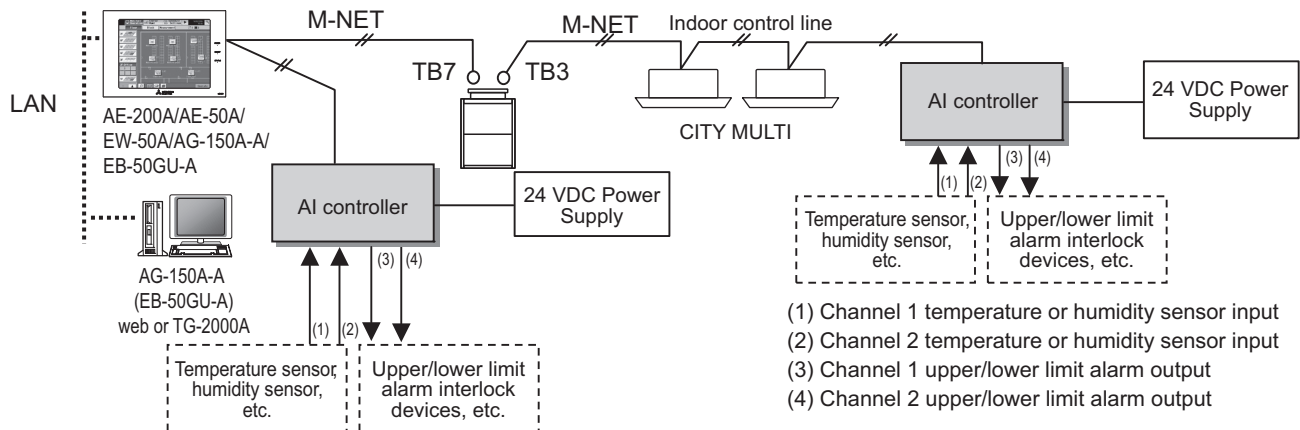 M-NET
M-NET
Indoor control line
TB7
TB3
LAN
AE-200A/AE-50A/
EW-50A/AG-150A-A/
EB-50GU-A
CITY MULTI
AI controller
24 VDC Power
Supply
AI controller
24 VDC Power
Supply
(1)
(2)
(3)
(4)
Temperature sensor,
humidity sensor,
etc.
Upper/lower limit
alarm interlock
devices, etc.
AG-150A-A
(EB-50GU-A)
web or TG-2000A
(1)
(2)
(3)
(4)
Temperature sensor,
humidity sensor,
etc.
Upper/lower limit
alarm interlock
devices, etc.
(1) Channel 1 temperature or humidity sensor input
(2) Channel 2 temperature or humidity sensor input
(3) Channel 1 upper/lower limit alarm output
(4) Channel 2 upper/lower limit alarm output